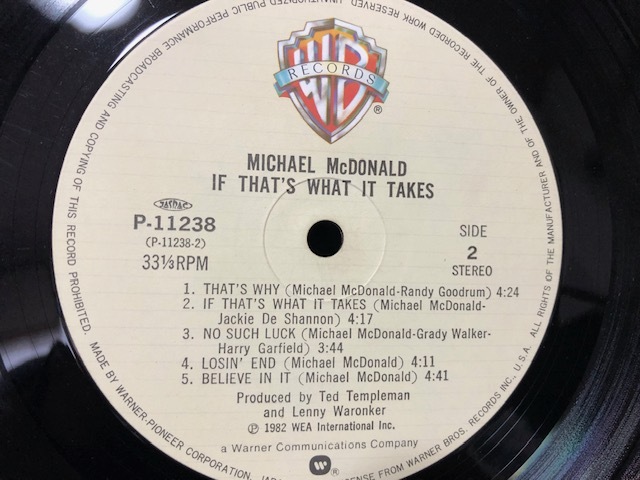 WB
RECORDS
®
MICHAEL McDONALD
IF THAT'S WHAT IT TAKES
JASRAC
P-11238
(P-11238-2)
33⅓RPM
SIDE
2
STEREO
1. THAT'S WHY (Michael McDonald-Randy Goodrum) 4:24
2. IF THAT'S WHAT IT TAKES (Michael McDonald-
Jackie De Shannon) 4:17
3. NO SUCH LUCK (Michael McDonald-Grady Walker-
Harry Garfield) 3:44
4. LOSIN' END (Michael McDonald) 4:11
5. BELIEVE IN IT (Michael McDonald) 4:41
Produced by Ted Templeman
and Lenny Waronker
℗ 1982 WEA International Inc.
a Warner Communications Company
®
MADE BY WARNER-PIONEER CORPORATION, JAPAN LICENSE FROM WARNER BROS. RECORDS INC., U.S.A. ALL RIGHTS OF THE MANUFACTURER AND OF THE OWNER OF THE RECORDED WORK RESERVED. UNAUTHORIZED PUBLIC PERFORMANCE BROADCASTING AND COPYING OF THIS RECORD PROHIBITED.